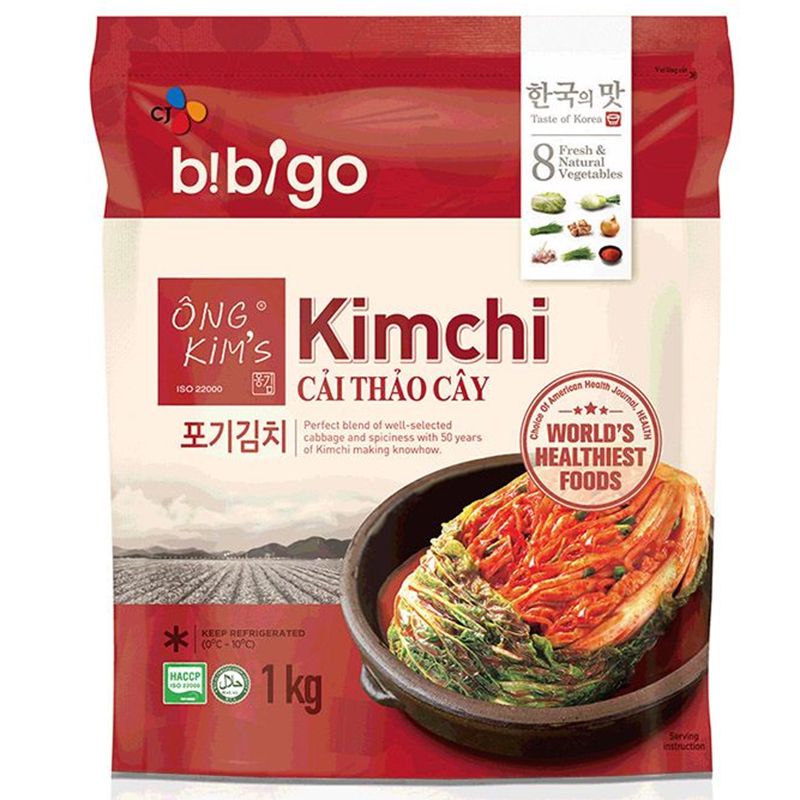 CJ
b!bigo
한국의 맛
Taste of Korea
8 Fresh &
Natural
Vegetables
ÔNG ®
KIM'S
ISO 22000
옹김
Kimchi
CẢI THẢO CÂY
포기김치
Perfect blend of well-selected
cabbage and spiciness with 50 years
of Kimchi making knowhow.
Choice Of American Health Journal, HEALTH
WORLD'S
HEALTHIEST
FOODS
KEEP REFRIGERATED
(0°C - 10°C)
HACCP
ISO 22000
1 kg
Serving
instruction